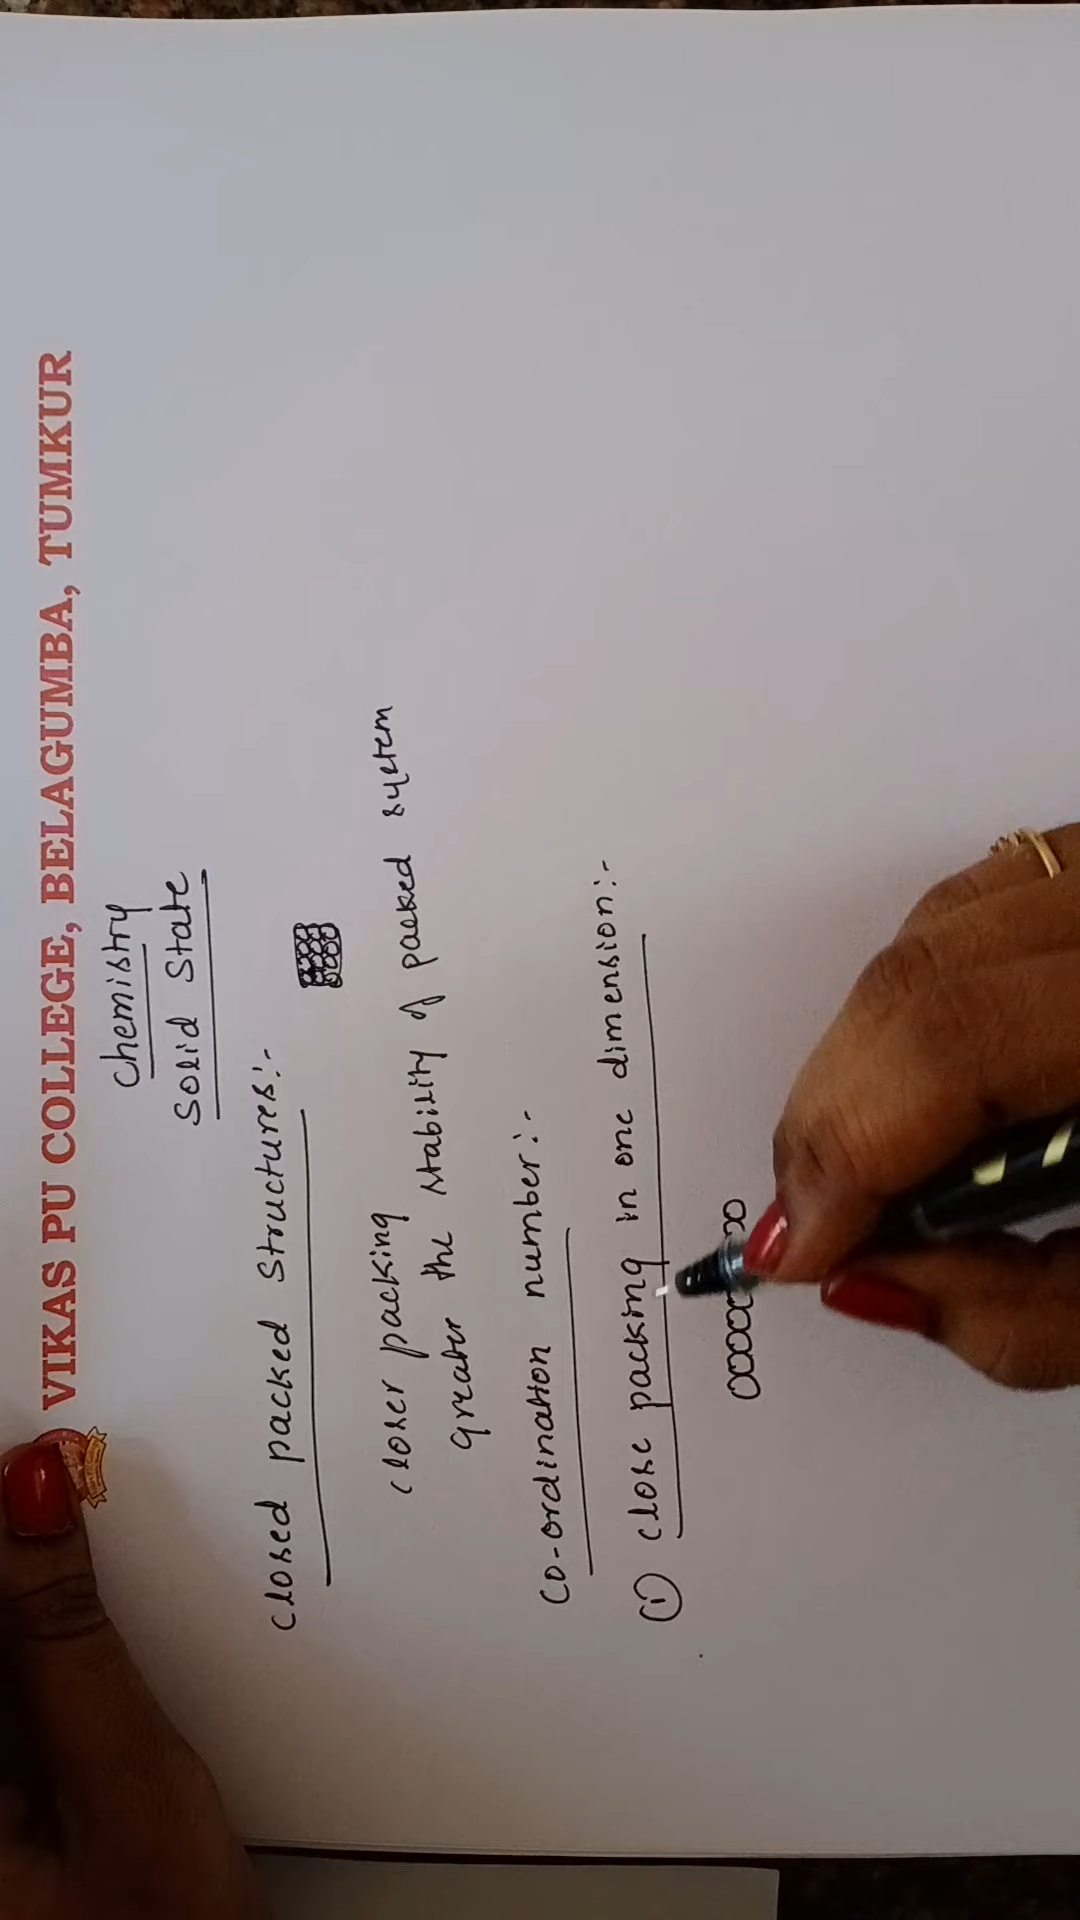 VIKAS PU COLLEGE, BELAGUMBA, TUMKUR
Chemistry
Solid State
Closed packed structures:-
Closer packing
greater the stability of packed system
Co-ordination number:-
① Close packing in one dimension:-